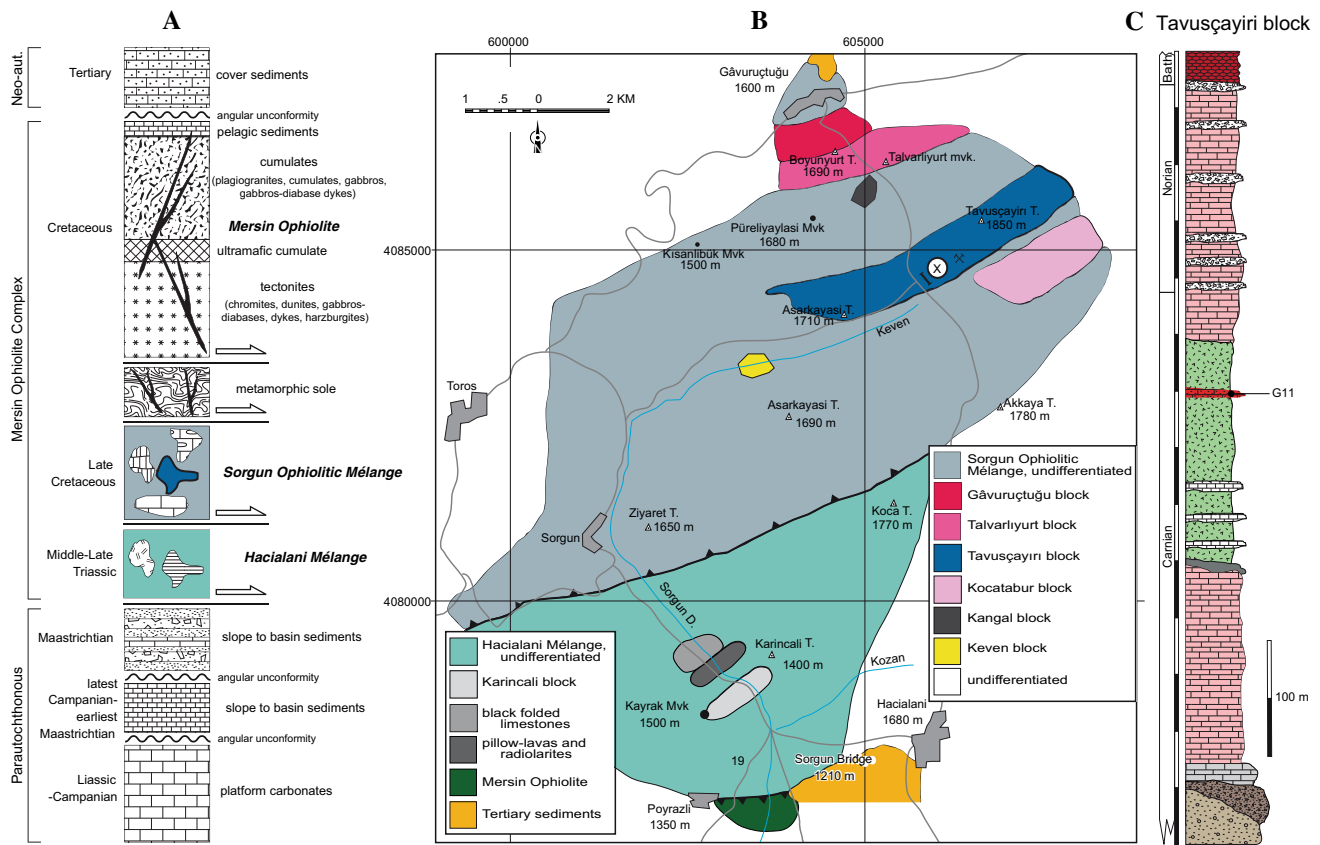 A
B
C
Tavusçayiri block
Neo-aut.
Tertiary
cover sediments
angular unconformity
pelagic sediments
Mersin Ophiolite Complex
Cretaceous
cumulates
(plagiogranites, cumulates, gabbros,
gabbro-diabase dykes)
Mersin Ophiolite
ultramafic cumulate
tectonites
(chromites, dunites, gabbros-
diabases, dykes, harzburgites)
metamorphic sole
Late
Cretaceous
Sorgun Ophiolitic Mélange
Middle-Late
Triassic
Hacialani Mélange
Parautochthonous
Maastrichtian
slope to basin sediments
angular unconformity
latest
Campanian-
earliest
Maastrichtian
slope to basin sediments
angular unconformity
Liassic
-Campanian
platform carbonates
600000
605000
4085000
4080000
1 .5 0 2 KM
N
Gâvuruçtuğu
1600 m
Boyunyurt T.
1690 m
Talvarliyurt mvk.
Püreliyaylasi Mvk
1680 m
Kısanlıbük Mvk
1500 m
Tavusçayırı T.
1850 m
X
Asarkayasi T.
1710 m
Keven
Asarkayasi T.
1690 m
Akkaya T.
1780 m
Toros
Ziyaret T.
1650 m
Sorgun
Koca T.
1770 m
Sorgun D.
Karincali T.
1400 m
Kozan
Kayrak Mvk
1500 m
Hacialani
1680 m
19
Sorgun Bridge
1210 m
Poyrazli
1350 m
Sorgun Ophiolitic
Mélange, undifferentiated
Gâvuruçtuğu block
Talvarlıyurt block
Tavusçayırı block
Kocatabur block
Kangal block
Keven block
undifferentiated
Hacialani Mélange,
undifferentiated
Karincali block
black folded
limestones
pillow-lavas and
radiolarites
Mersin Ophiolite
Tertiary sediments
Bath.
Norian
Carnian
G11
100 m